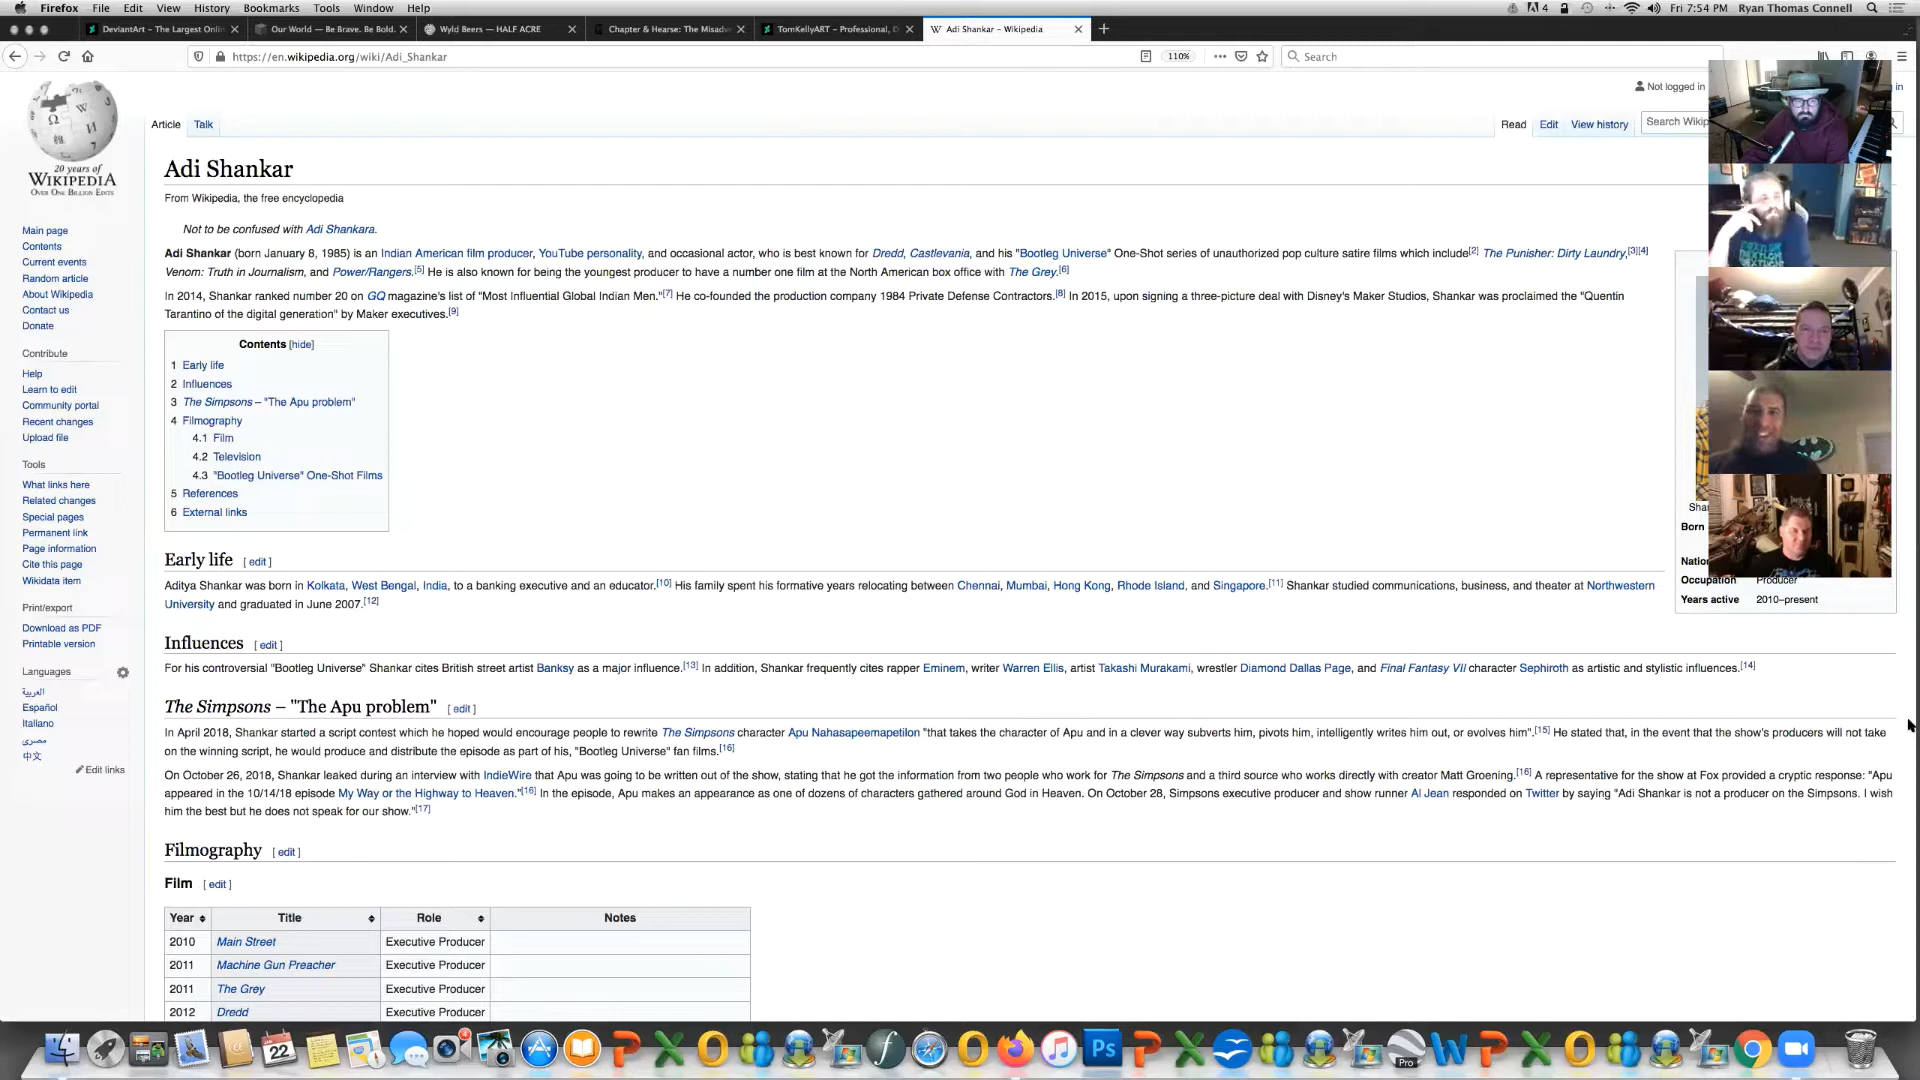 Firefox File Edit View History Bookmarks Tools Window Help 4 Fri 7:54 PM Ryan Thomas Connell
DeviantArt – The Largest Onli Our World — Be Brave. Be Bold. Wyld Beers — HALF ACRE Chapter & Hearse: The Misadv TomKellyART – Professional, D Adi Shankar – Wikipedia
https://en.wikipedia.org/wiki/Adi_Shankar 110% Search
Not logged in in
Article Talk Read Edit View history Search Wikip
20 years of
WIKIPEDIA
OVER ONE BILLION EDITS
Main page
Contents
Current events
Random article
About Wikipedia
Contact us
Donate
Contribute
Help
Learn to edit
Community portal
Recent changes
Upload file
Tools
What links here
Related changes
Special pages
Permanent link
Page information
Cite this page
Wikidata item
Print/export
Download as PDF
Printable version
Languages
العربية
Español
Italiano
مصرى
中文
Edit links
Adi Shankar
From Wikipedia, the free encyclopedia
Not to be confused with Adi Shankara.
Adi Shankar (born January 8, 1985) is an Indian American film producer, YouTube personality, and occasional actor, who is best known for Dredd, Castlevania, and his "Bootleg Universe" One-Shot series of unauthorized pop culture satire films which include[2] The Punisher: Dirty Laundry,[3][4]
Venom: Truth in Journalism, and Power/Rangers.[5] He is also known for being the youngest producer to have a number one film at the North American box office with The Grey.[6]
In 2014, Shankar ranked number 20 on GQ magazine's list of "Most Influential Global Indian Men."[7] He co-founded the production company 1984 Private Defense Contractors.[8] In 2015, upon signing a three-picture deal with Disney's Maker Studios, Shankar was proclaimed the "Quentin
Tarantino of the digital generation" by Maker executives.[9]
Contents [hide]
1 Early life
2 Influences
3 The Simpsons – "The Apu problem"
4 Filmography
4.1 Film
4.2 Television
4.3 "Bootleg Universe" One-Shot Films
5 References
6 External links
Sha
Born
Nation
Occupation Producer
Years active 2010–present
Early life [ edit ]
Aditya Shankar was born in Kolkata, West Bengal, India, to a banking executive and an educator.[10] His family spent his formative years relocating between Chennai, Mumbai, Hong Kong, Rhode Island, and Singapore.[11] Shankar studied communications, business, and theater at Northwestern
University and graduated in June 2007.[12]
Influences [ edit ]
For his controversial "Bootleg Universe" Shankar cites British street artist Banksy as a major influence.[13] In addition, Shankar frequently cites rapper Eminem, writer Warren Ellis, artist Takashi Murakami, wrestler Diamond Dallas Page, and Final Fantasy VII character Sephiroth as artistic and stylistic influences.[14]
The Simpsons – "The Apu problem" [ edit ]
In April 2018, Shankar started a script contest which he hoped would encourage people to rewrite The Simpsons character Apu Nahasapeemapetilon "that takes the character of Apu and in a clever way subverts him, pivots him, intelligently writes him out, or evolves him".[15] He stated that, in the event that the show's producers will not take
on the winning script, he would produce and distribute the episode as part of his, "Bootleg Universe" fan films.[16]
On October 26, 2018, Shankar leaked during an interview with IndieWire that Apu was going to be written out of the show, stating that he got the information from two people who work for The Simpsons and a third source who works directly with creator Matt Groening.[16] A representative for the show at Fox provided a cryptic response: "Apu
appeared in the 10/14/18 episode My Way or the Highway to Heaven."[16] In the episode, Apu makes an appearance as one of dozens of characters gathered around God in Heaven. On October 28, Simpsons executive producer and show runner Al Jean responded on Twitter by saying "Adi Shankar is not a producer on the Simpsons. I wish
him the best but he does not speak for our show."[17]
Filmography [ edit ]
Film [ edit ]
Year Title Role Notes
2010 Main Street Executive Producer
2011 Machine Gun Preacher Executive Producer
2011 The Grey Executive Producer
2012 Dredd Executive Producer
22
Ps
Pro